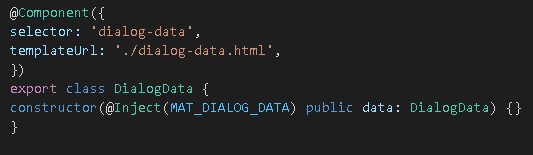 @Component({
selector: 'dialog-data',
templateUrl: './dialog-data.html',
})
export class DialogData {
constructor(@Inject(MAT_DIALOG_DATA) public data: DialogData) {}
}